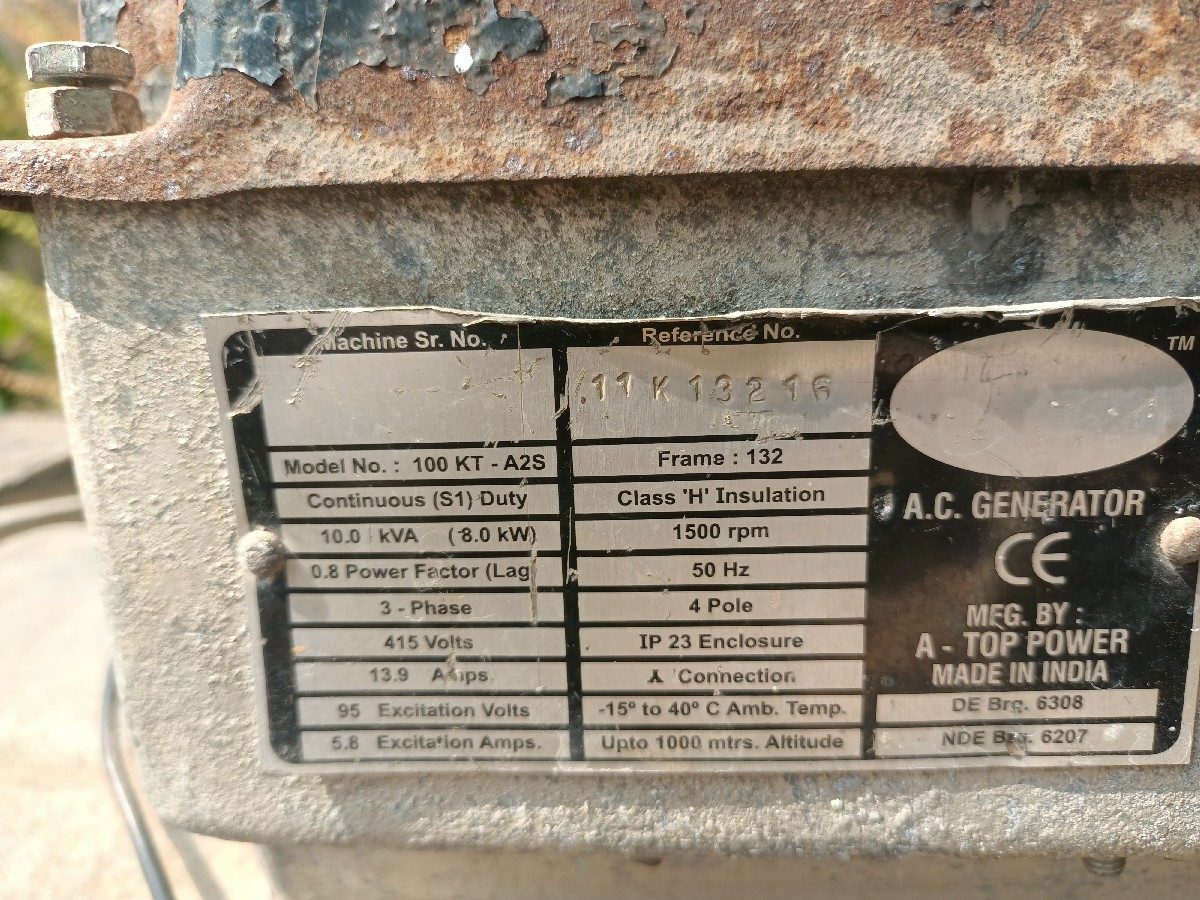 Machine Sr. No.
Reference No.
TM
11 K 13216
Model No. : 100 KT - A2S
Frame : 132
Continuous (S1) Duty
Class 'H' Insulation
A.C. GENERATOR
10.0 kVA (8.0 kW)
1500 rpm
CE
0.8 Power Factor (Lag
50 Hz
3 - Phase
4 Pole
MFG. BY :
415 Volts
IP 23 Enclosure
A - TOP POWER
13.9 Amps.
⅄ Connection
MADE IN INDIA
95 Excitation Volts
-15º to 40º C Amb. Temp.
DE Brg. 6308
5.8 Excitation Amps.
Upto 1000 mtrs. Altitude
NDE Brg. 6207